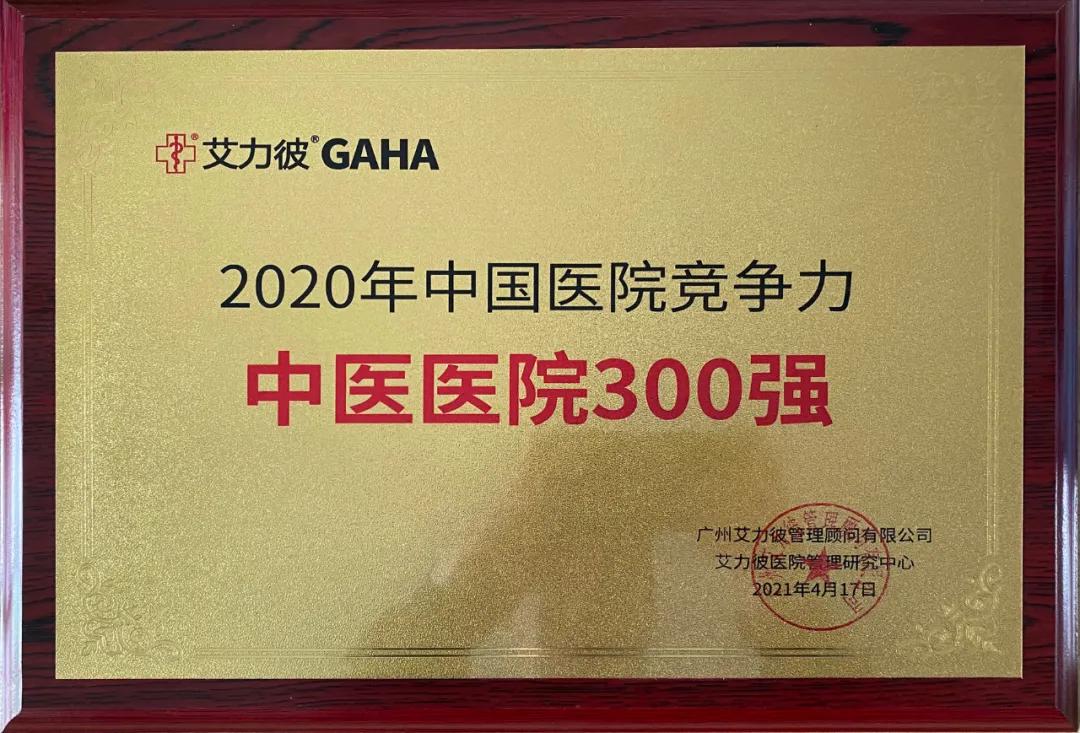 艾力彼® GAHA
2020年中国医院竞争力
中医医院300强
广州艾力彼管理顾问有限公司
艾力彼医院管理研究中心
2021年4月17日